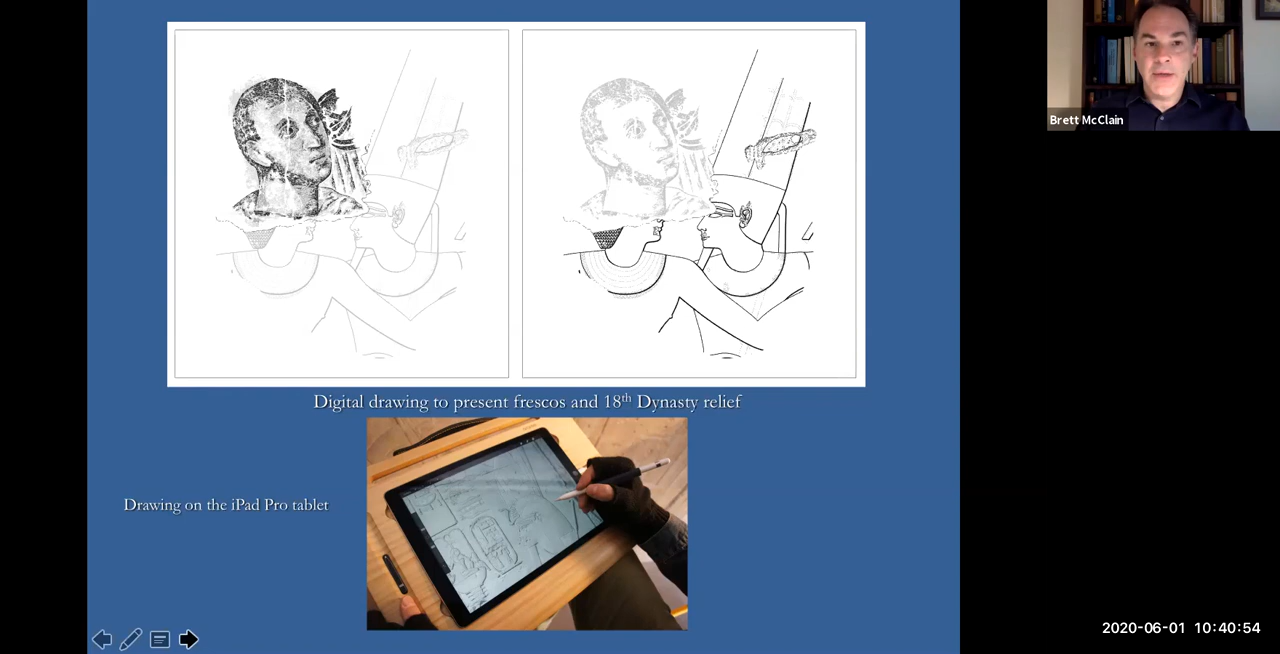 Brett McClain
Digital drawing to present frescos and 18th Dynasty relief
Drawing on the iPad Pro tablet
2020-06-01 10:40:54